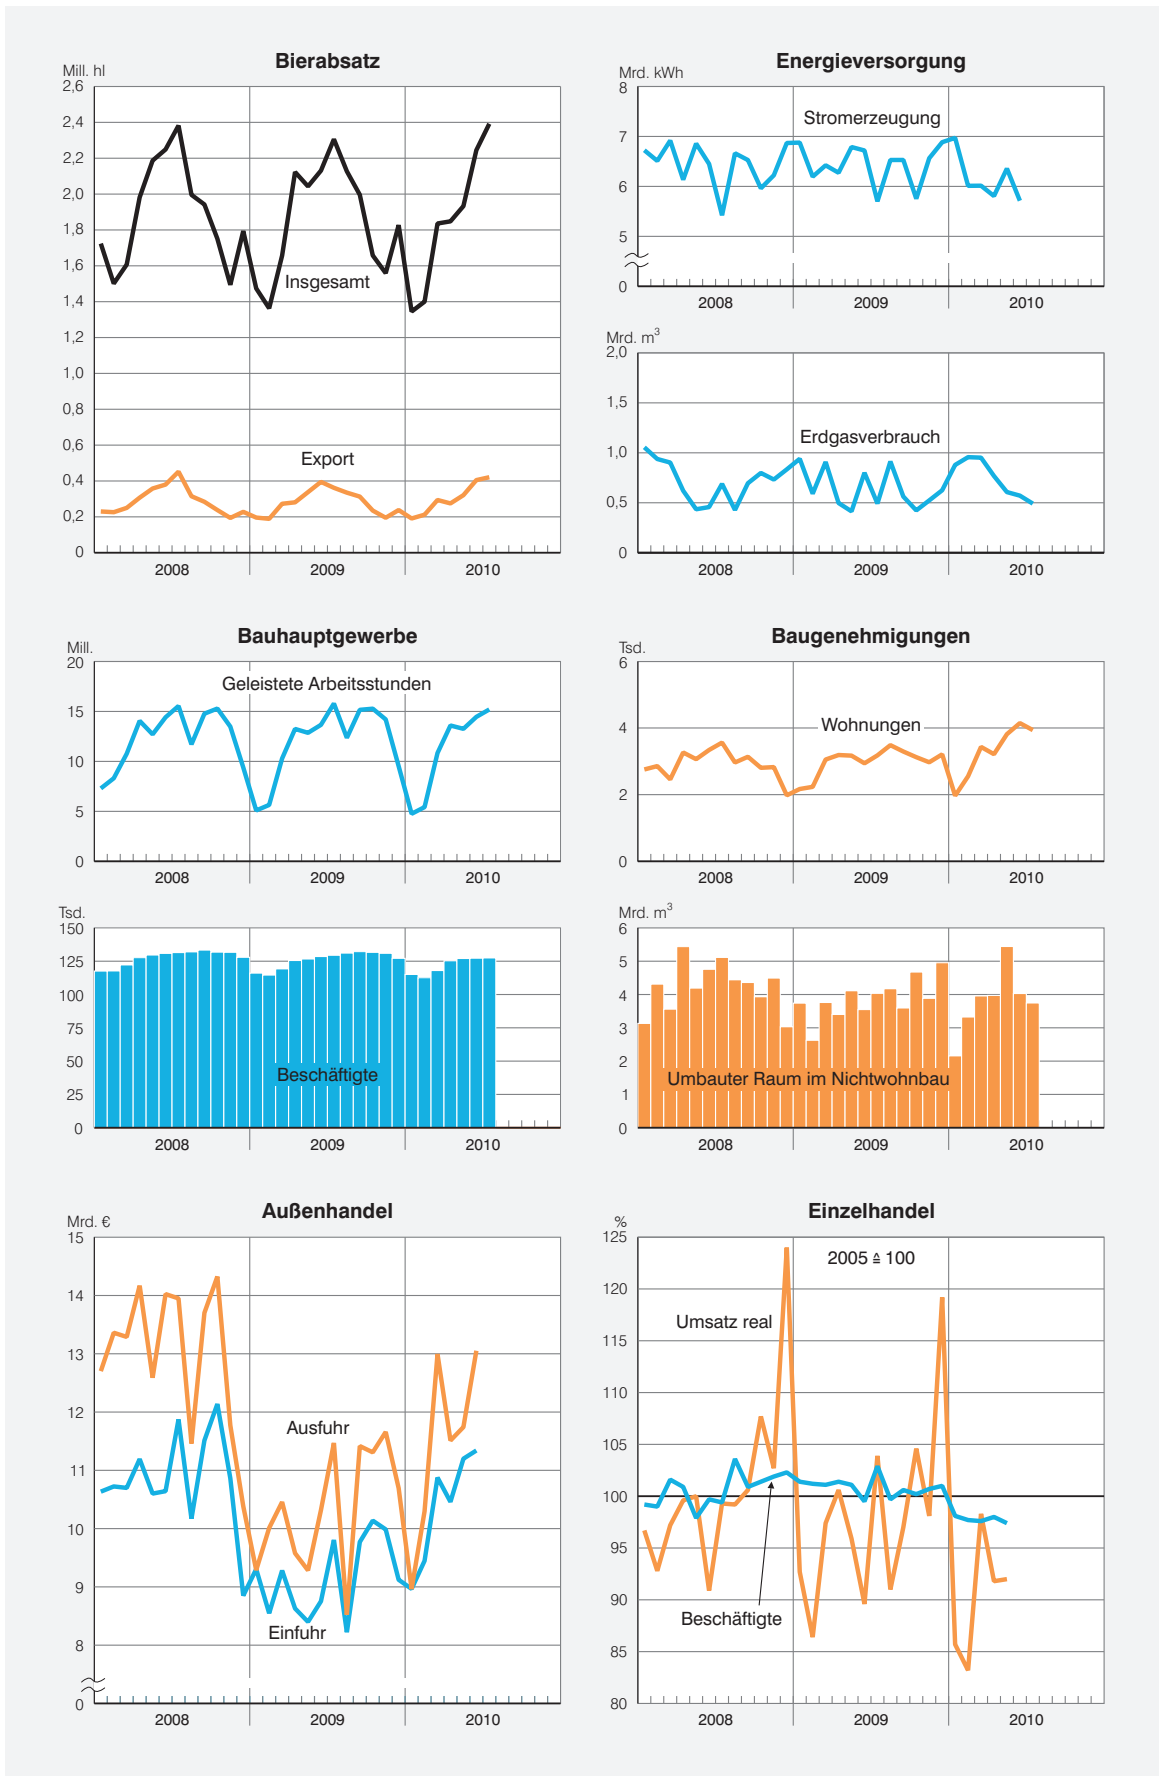 Bierabsatz
Mill. hl
2,6
2,4
2,2
2,0
1,8
1,6
1,4
1,2
1,0
0,8
0,6
0,4
0,2
0
Insgesamt
Export
2008 2009 2010
Energieversorgung
Mrd. kWh
8
7
6
5
0
Stromerzeugung
2008 2009 2010
Mrd. m³
2,0
1,5
1,0
0,5
0
Erdgasverbrauch
2008 2009 2010
Bauhauptgewerbe
Mill.
20
15
10
5
0
Geleistete Arbeitsstunden
2008 2009 2010
Tsd.
150
125
100
75
50
25
0
Beschäftigte
2008 2009 2010
Baugenehmigungen
Tsd.
6
4
2
0
Wohnungen
2008 2009 2010
Mrd. m³
6
5
4
3
2
1
0
Umbauter Raum im Nichtwohnbau
2008 2009 2010
Außenhandel
Mrd. €
15
14
13
12
11
10
9
8
0
Ausfuhr
Einfuhr
2008 2009 2010
Einzelhandel
%
125
120
115
110
105
100
95
90
85
80
2005 ≙ 100
Umsatz real
Beschäftigte
2008 2009 2010